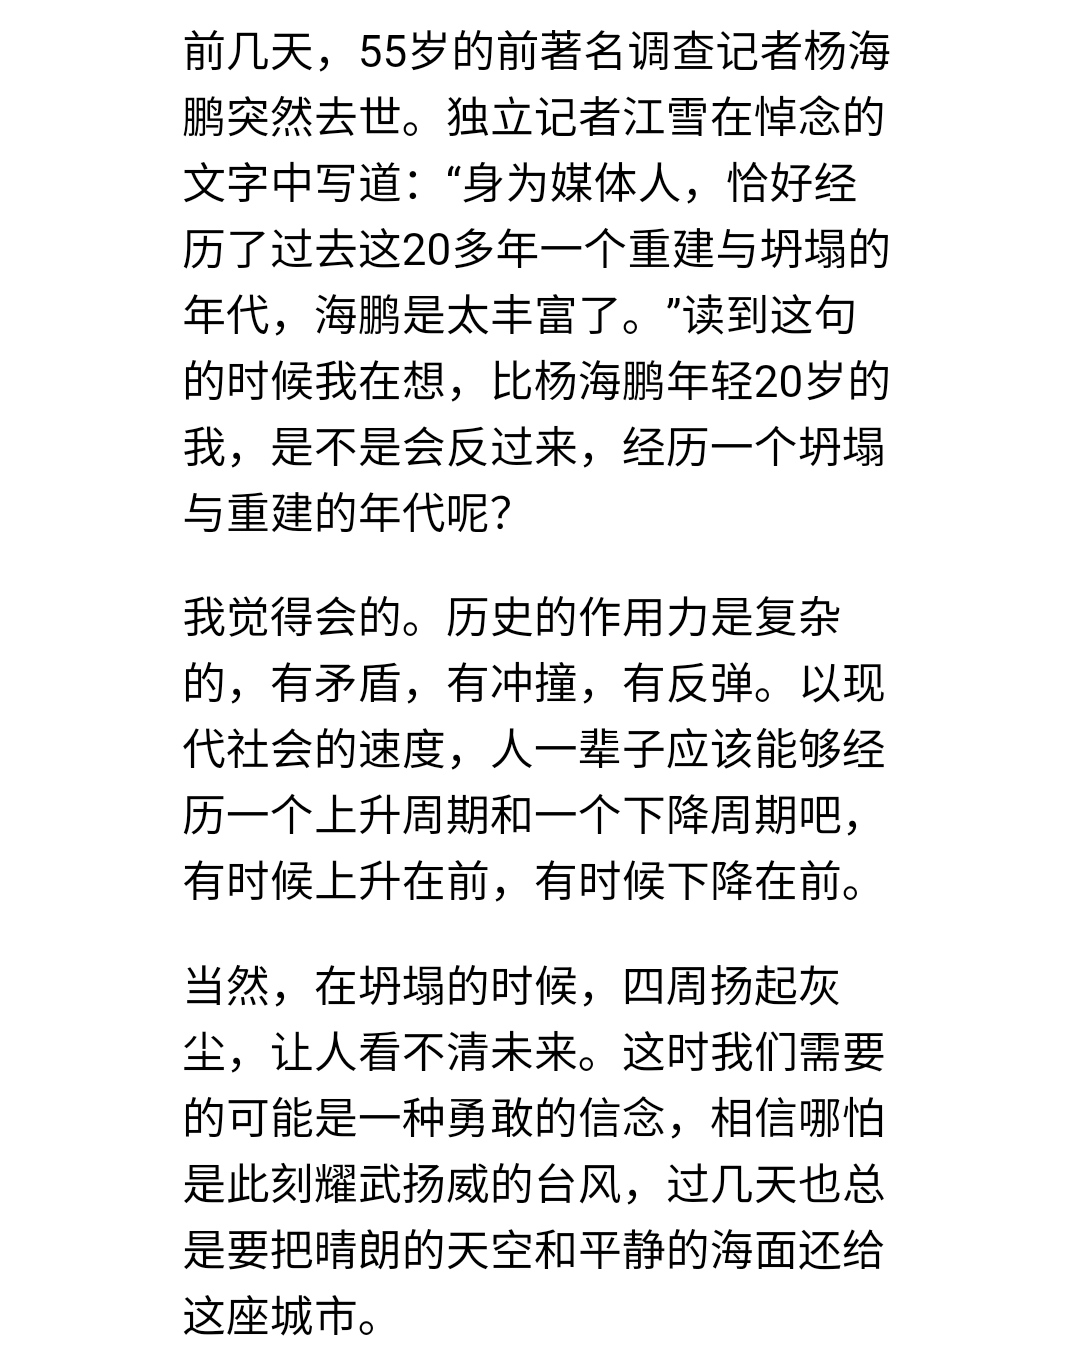 前几天，55岁的前著名调查记者杨海
鹏突然去世。独立记者江雪在悼念的
文字中写道：“身为媒体人，恰好经
历了过去这20多年一个重建与坍塌的
年代，海鹏是太丰富了。”读到这句
的时候我在想，比杨海鹏年轻20岁的
我，是不是会反过来，经历一个坍塌
与重建的年代呢？
我觉得会的。历史的作用力是复杂
的，有矛盾，有冲撞，有反弹。以现
代社会的速度，人一辈子应该能够经
历一个上升周期和一个下降周期吧，
有时候上升在前，有时候下降在前。
当然，在坍塌的时候，四周扬起灰
尘，让人看不清未来。这时我们需要
的可能是一种勇敢的信念，相信哪怕
是此刻耀武扬威的台风，过几天也总
是要把晴朗的天空和平静的海面还给
这座城市。